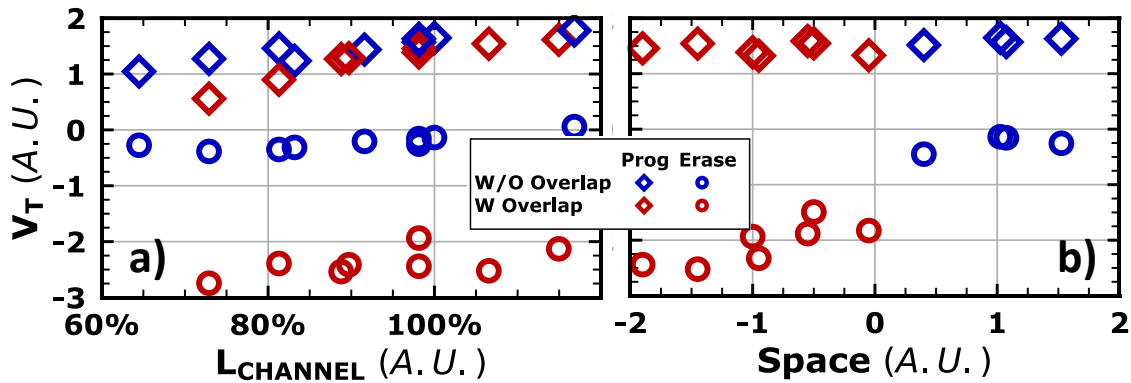 2
1
0
-1
-2
-3
V_T (A.U.)
a)
b)
Prog Erase
W/O Overlap
W Overlap
60% 80% 100%
-2 -1 0 1 2
L_CHANNEL (A.U.)
Space (A.U.)